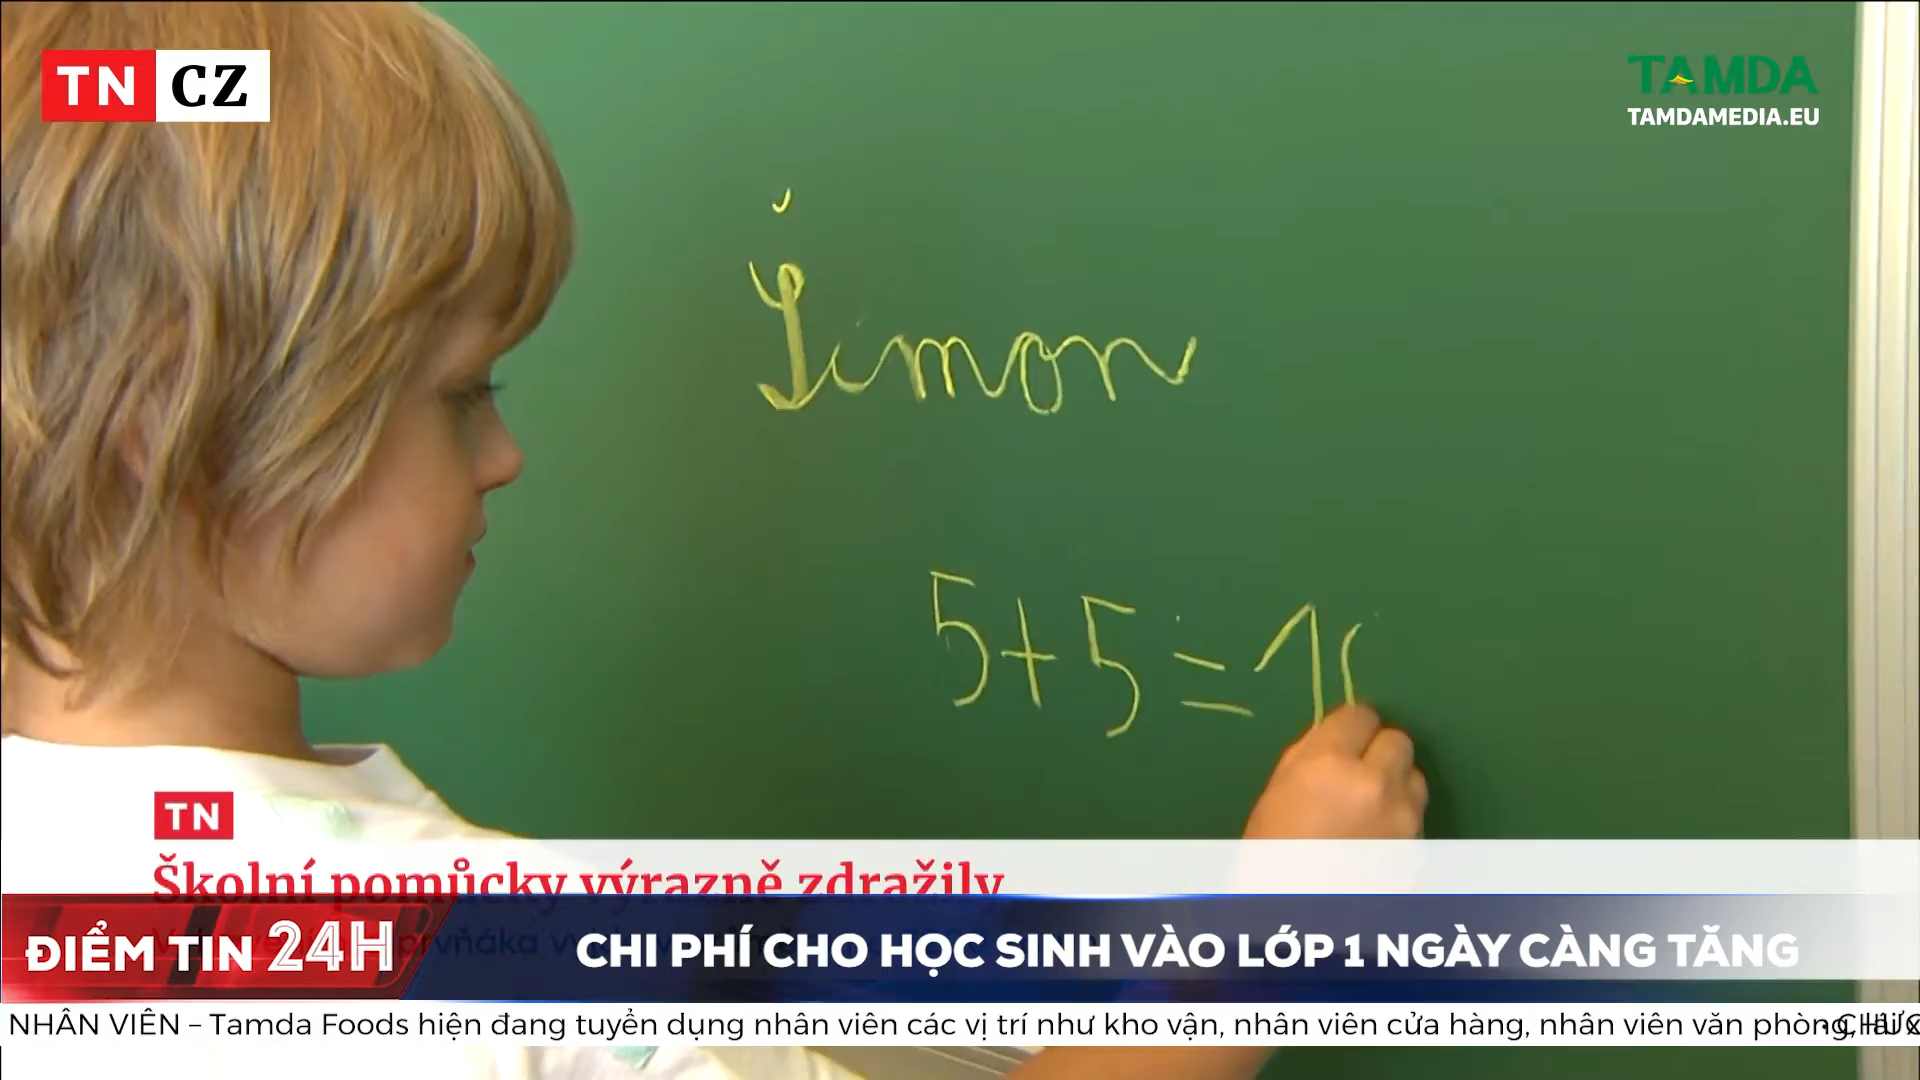 TN CZ
TAMDA
TAMDAMEDIA.EU
Šimon
5+5=10
TN
Školní pomůcky výrazně zdražily
prvňáka
ĐIỂM TIN 24H
CHI PHÍ CHO HỌC SINH VÀO LỚP 1 NGÀY CÀNG TĂNG
NHÂN VIÊN – Tamda Foods hiện đang tuyển dụng nhân viên các vị trí như kho vận, nhân viên cửa hàng, nhân viên văn phòng,